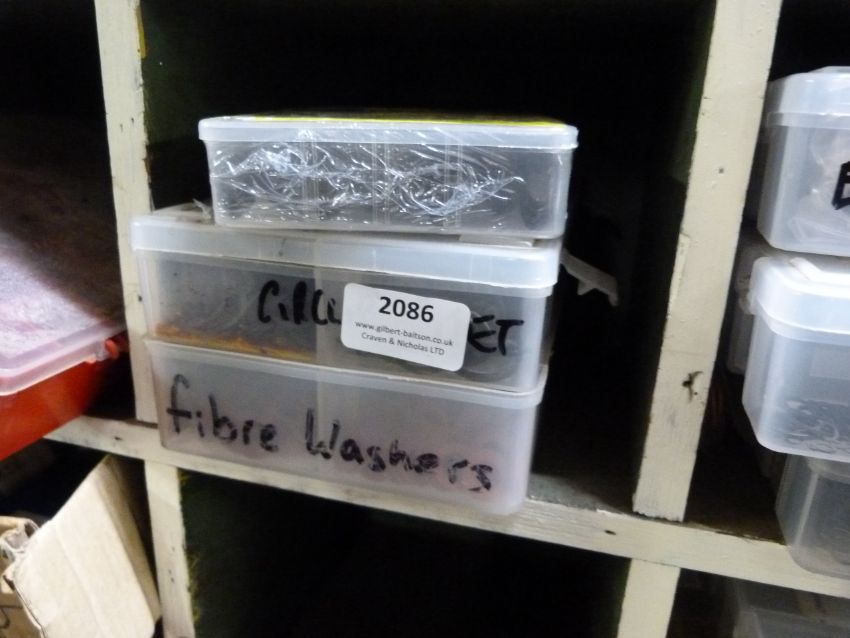 2086
www.gilbert-baitson.co.uk
Craven & Nicholas LTD
fibre Washers